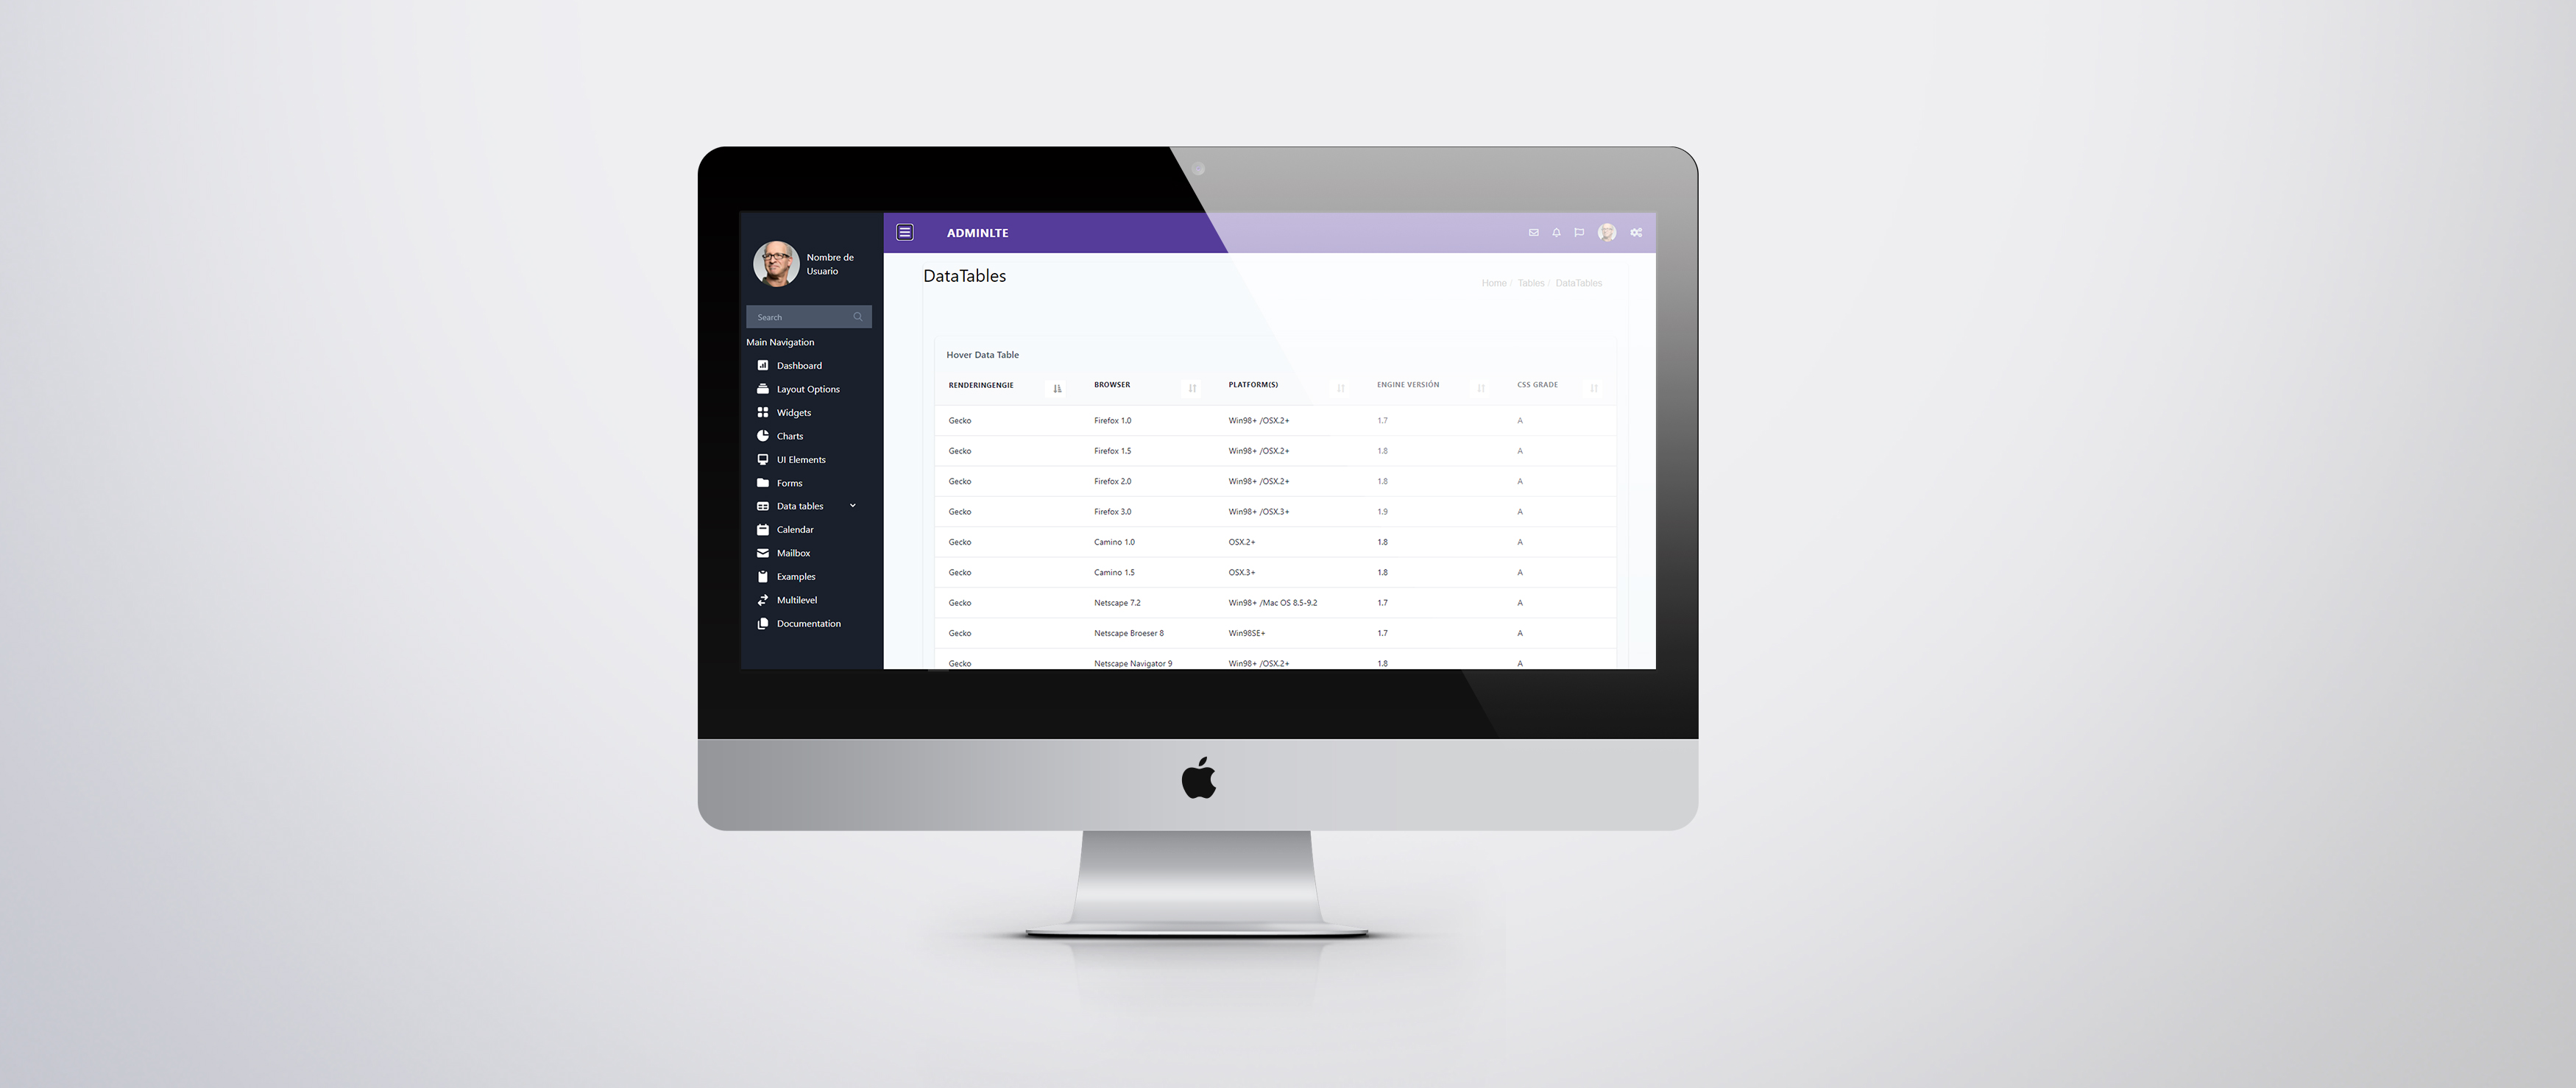 ADMINLTE
Nombre de
Usuario
Search
Main Navigation
Dashboard
Layout Options
Widgets
Charts
UI Elements
Forms
Data tables
Calendar
Mailbox
Examples
Multilevel
Documentation
DataTables
Home / Tables / DataTables
Hover Data Table
RENDERINGENGIE BROWSER PLATFORM(S) ENGINE VERSIÓN CSS GRADE
Gecko Firefox 1.0 Win98+ /OSX.2+ 1.7 A
Gecko Firefox 1.5 Win98+ /OSX.2+ 1.8 A
Gecko Firefox 2.0 Win98+ /OSX.2+ 1.8 A
Gecko Firefox 3.0 Win98+ /OSX.3+ 1.9 A
Gecko Camino 1.0 OSX.2+ 1.8 A
Gecko Camino 1.5 OSX.3+ 1.8 A
Gecko Netscape 7.2 Win98+ /Mac OS 8.5-9.2 1.7 A
Gecko Netscape Broeser 8 Win98SE+ 1.7 A
Gecko Netscape Navigator 9 Win98+ /OSX.2+ 1.8 A